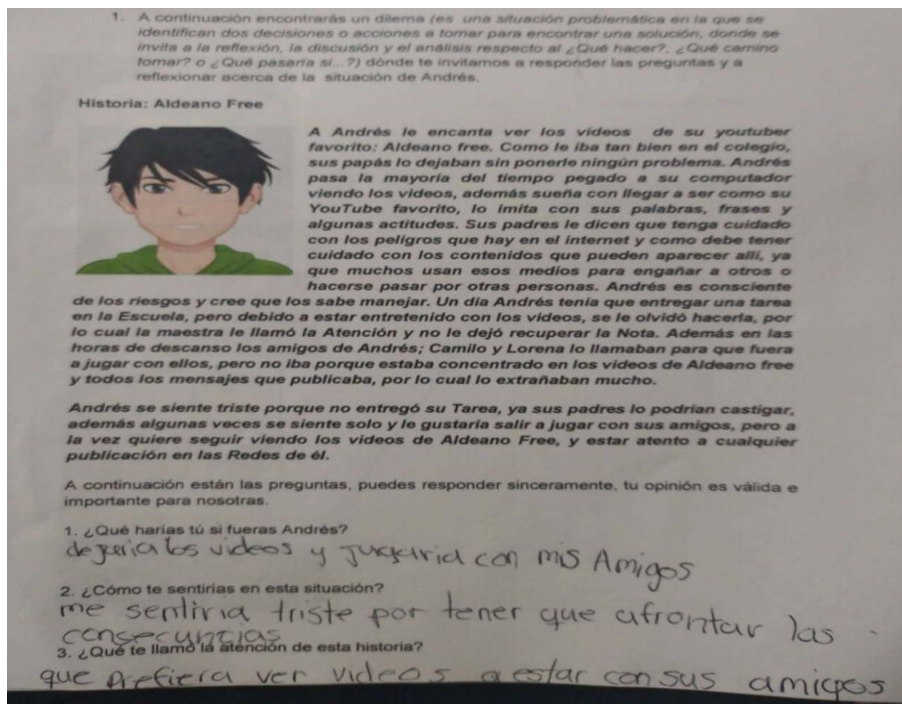 1. A continuación encontrarás un dilema (es una situación problemática en la que se
identifican dos decisiones o acciones a tomar para encontrar una solución, donde se
invita a la reflexión, la discusión y el análisis respecto al ¿Qué hacer?, ¿Qué camino
tomar? o ¿Qué pasaría si...?) dónde te invitamos a responder las preguntas y a
reflexionar acerca de la situación de Andrés.
Historia: Aldeano Free
A Andrés le encanta ver los videos de su youtuber
favorito: Aldeano free. Como le iba tan bien en el colegio,
sus papás lo dejaban sin ponerle ningún problema. Andrés
pasa la mayoría del tiempo pegado a su computador
viendo los videos, además sueña con llegar a ser como su
YouTube favorito, lo imita con sus palabras, frases y
algunas actitudes. Sus padres le dicen que tenga cuidado
con los peligros que hay en el internet y como debe tener
cuidado con los contenidos que pueden aparecer allí, ya
que muchos usan esos medios para engañar a otros o
hacerse pasar por otras personas. Andrés es consciente
de los riesgos y cree que los sabe manejar. Un día Andrés tenía que entregar una tarea
en la Escuela, pero debido a estar entretenido con los videos, se le olvidó hacerla, por
lo cual la maestra le llamó la Atención y no le dejó recuperar la Nota. Además en las
horas de descanso los amigos de Andrés; Camilo y Lorena lo llamaban para que fuera
a jugar con ellos, pero no iba porque estaba concentrado en los videos de Aldeano free
y todos los mensajes que publicaba, por lo cual lo extrañaban mucho.
Andrés se siente triste porque no entregó su Tarea, ya sus padres lo podrían castigar,
además algunas veces se siente solo y le gustaría salir a jugar con sus amigos, pero a
la vez quiere seguir viendo los videos de Aldeano Free, y estar atento a cualquier
publicación en las Redes de él.
A continuación están las preguntas, puedes responder sinceramente, tu opinión es válida e
importante para nosotras.
1. ¿Qué harías tú si fueras Andrés?
dejaria los videos y jugaria con mis Amigos
2. ¿Cómo te sentirías en esta situación?
me sentiria triste por tener que afrontar las
consecuncias
3. ¿Qué te llamó la atención de esta historia?
que prefiera ver videos a estar con sus amigos